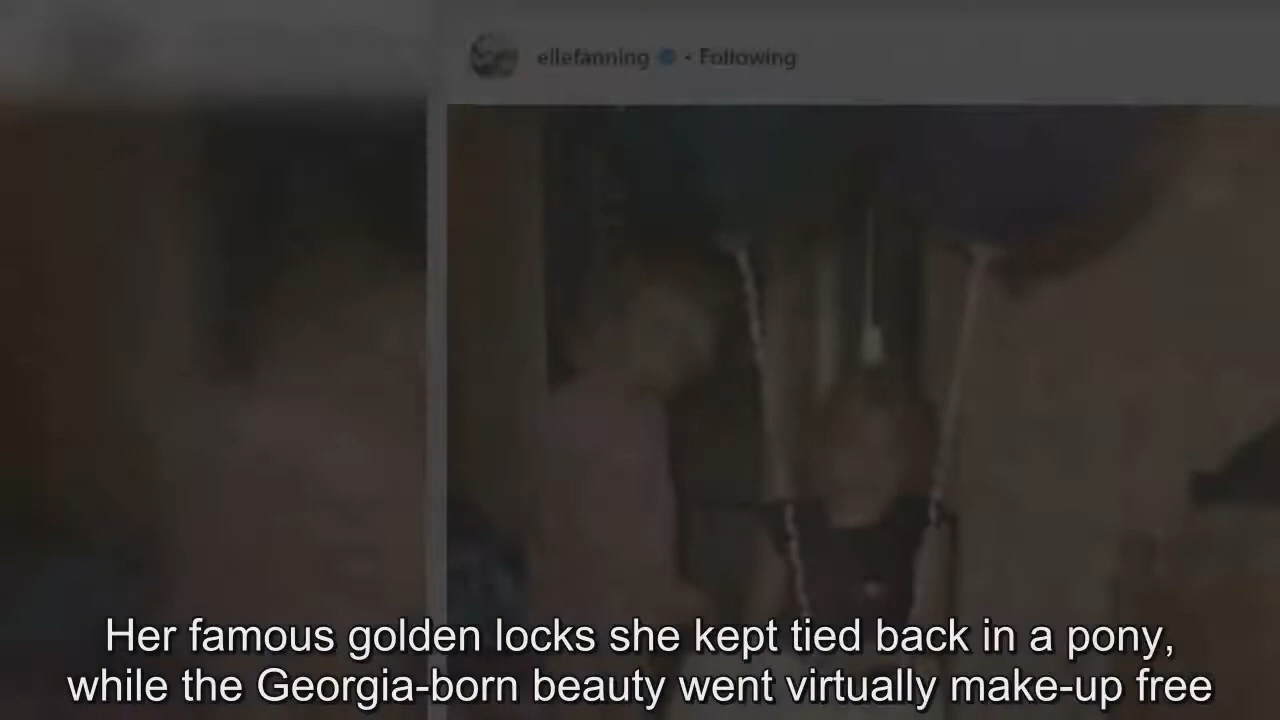 ellefanning • Following
Her famous golden locks she kept tied back in a pony,
while the Georgia-born beauty went virtually make-up free